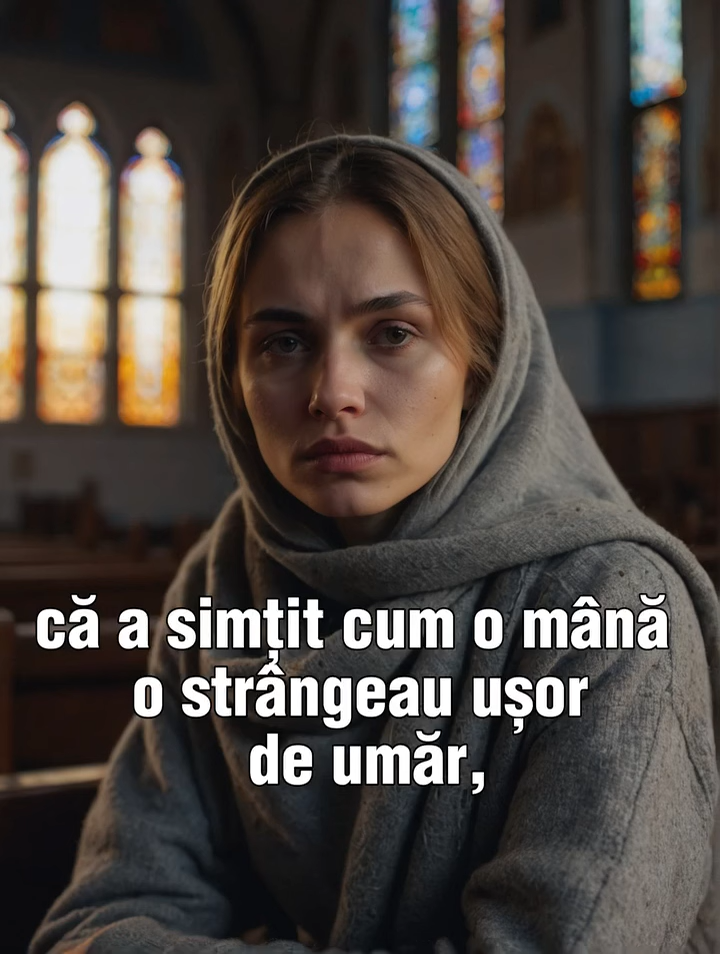 că a simțit cum o mână
o strângeau ușor
de umăr,